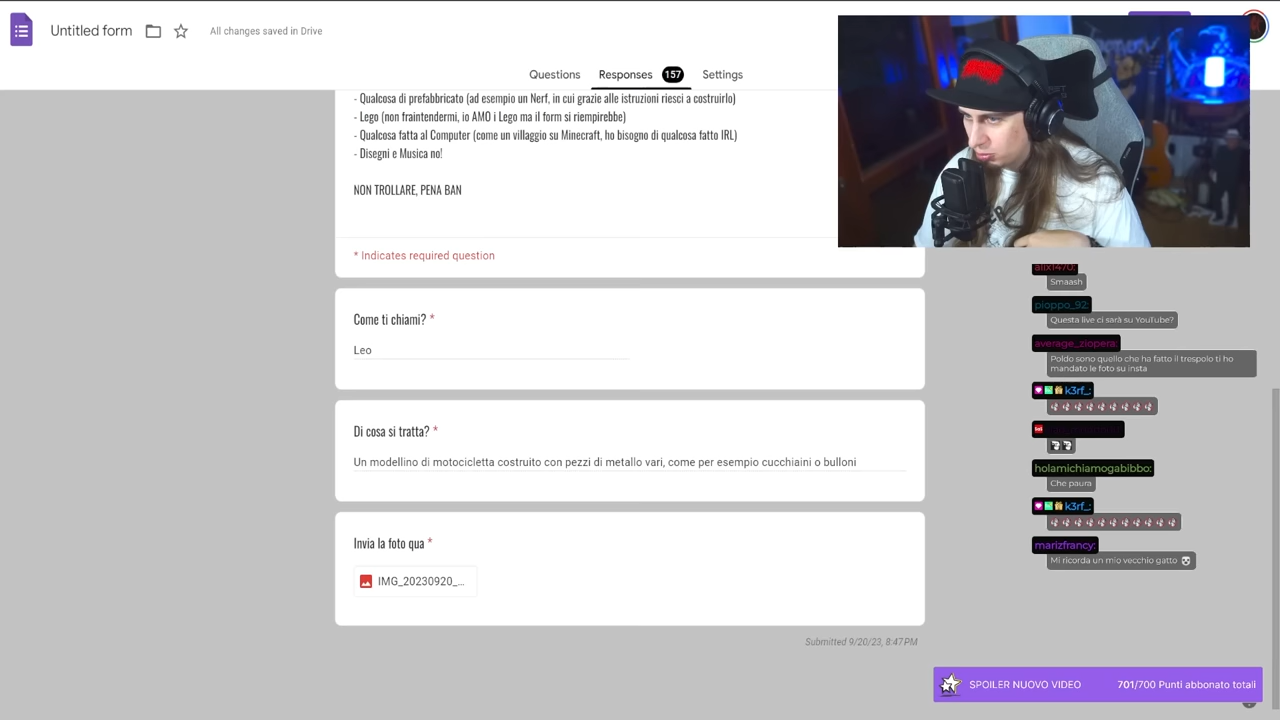 Untitled form
All changes saved in Drive
Questions
Responses 157
Settings
- Qualcosa di prefabbricato (ad esempio un Nerf, in cui grazie alle istruzioni riesci a costruirlo)
- Lego (non fraintendermi, io AMO i Lego ma il form si riempirebbe)
- Qualcosa fatta al Computer (come un villaggio su Minecraft, ho bisogno di qualcosa fatto IRL)
- Disegni e Musica no!
NON TROLLARE, PENA BAN
* Indicates required question
Come ti chiami? *
Leo
Di cosa si tratta? *
Un modellino di motocicletta costruito con pezzi di metallo vari, come per esempio cucchiaini o bulloni
Invia la foto qua *
IMG_20230920_...
Submitted 9/20/23, 8:47 PM
alix1470:
Smaash
pioppo_92:
Questa live ci sarà su YouTube?
average_ziopera:
Poldo sono quello che ha fatto il trespolo ti ho
mandato le foto su insta
k3rf_:
holamichiamogabibbo:
Che paura
k3rf_:
marizfrancy:
Mi ricorda un mio vecchio gatto
SPOILER NUOVO VIDEO
701/700 Punti abbonato totali